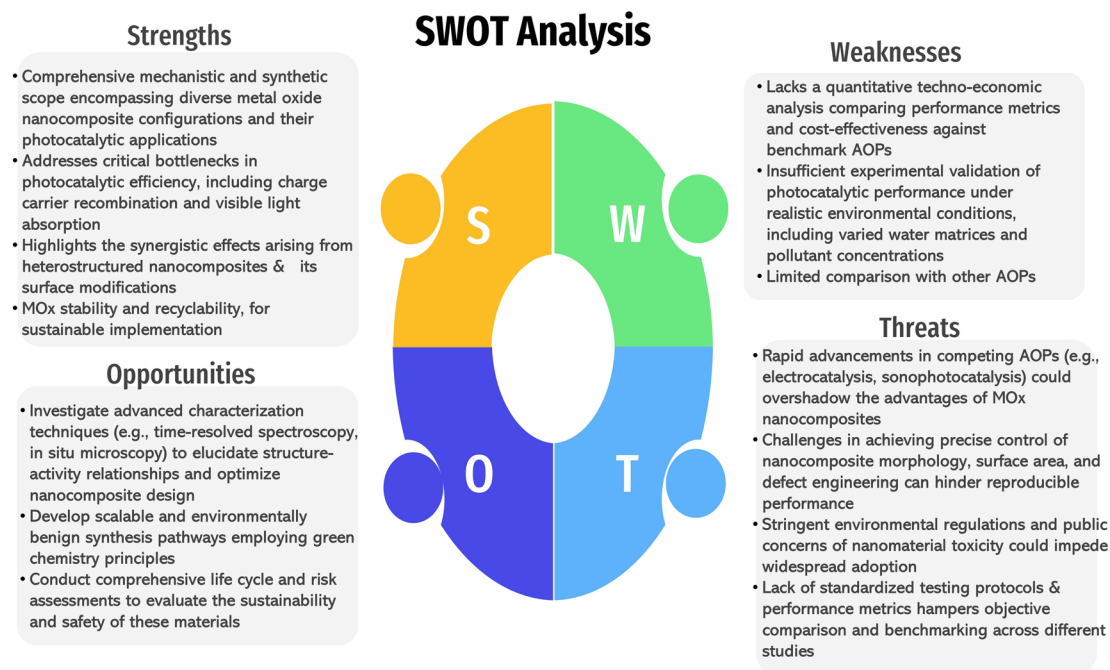 SWOT Analysis
Strengths
• Comprehensive mechanistic and synthetic
scope encompassing diverse metal oxide
nanocomposite configurations and their
photocatalytic applications
• Addresses critical bottlenecks in
photocatalytic efficiency, including charge
carrier recombination and visible light
absorption
• Highlights the synergistic effects arising from
heterostructured nanocomposites & its
surface modifications
• MOx stability and recyclability, for
sustainable implementation
Weaknesses
• Lacks a quantitative techno-economic
analysis comparing performance metrics
and cost-effectiveness against
benchmark AOPs
• Insufficient experimental validation of
photocatalytic performance under
realistic environmental conditions,
including varied water matrices and
pollutant concentrations
• Limited comparison with other AOPs
S
W
O
T
Opportunities
• Investigate advanced characterization
techniques (e.g., time-resolved spectroscopy,
in situ microscopy) to elucidate structure-
activity relationships and optimize
nanocomposite design
• Develop scalable and environmentally
benign synthesis pathways employing green
chemistry principles
• Conduct comprehensive life cycle and risk
assessments to evaluate the sustainability
and safety of these materials
Threats
• Rapid advancements in competing AOPs (e.g.,
electrocatalysis, sonophotocatalysis) could
overshadow the advantages of MOx
nanocomposites
• Challenges in achieving precise control of
nanocomposite morphology, surface area, and
defect engineering can hinder reproducible
performance
• Stringent environmental regulations and public
concerns of nanomaterial toxicity could impede
widespread adoption
• Lack of standardized testing protocols &
performance metrics hampers objective
comparison and benchmarking across different
studies